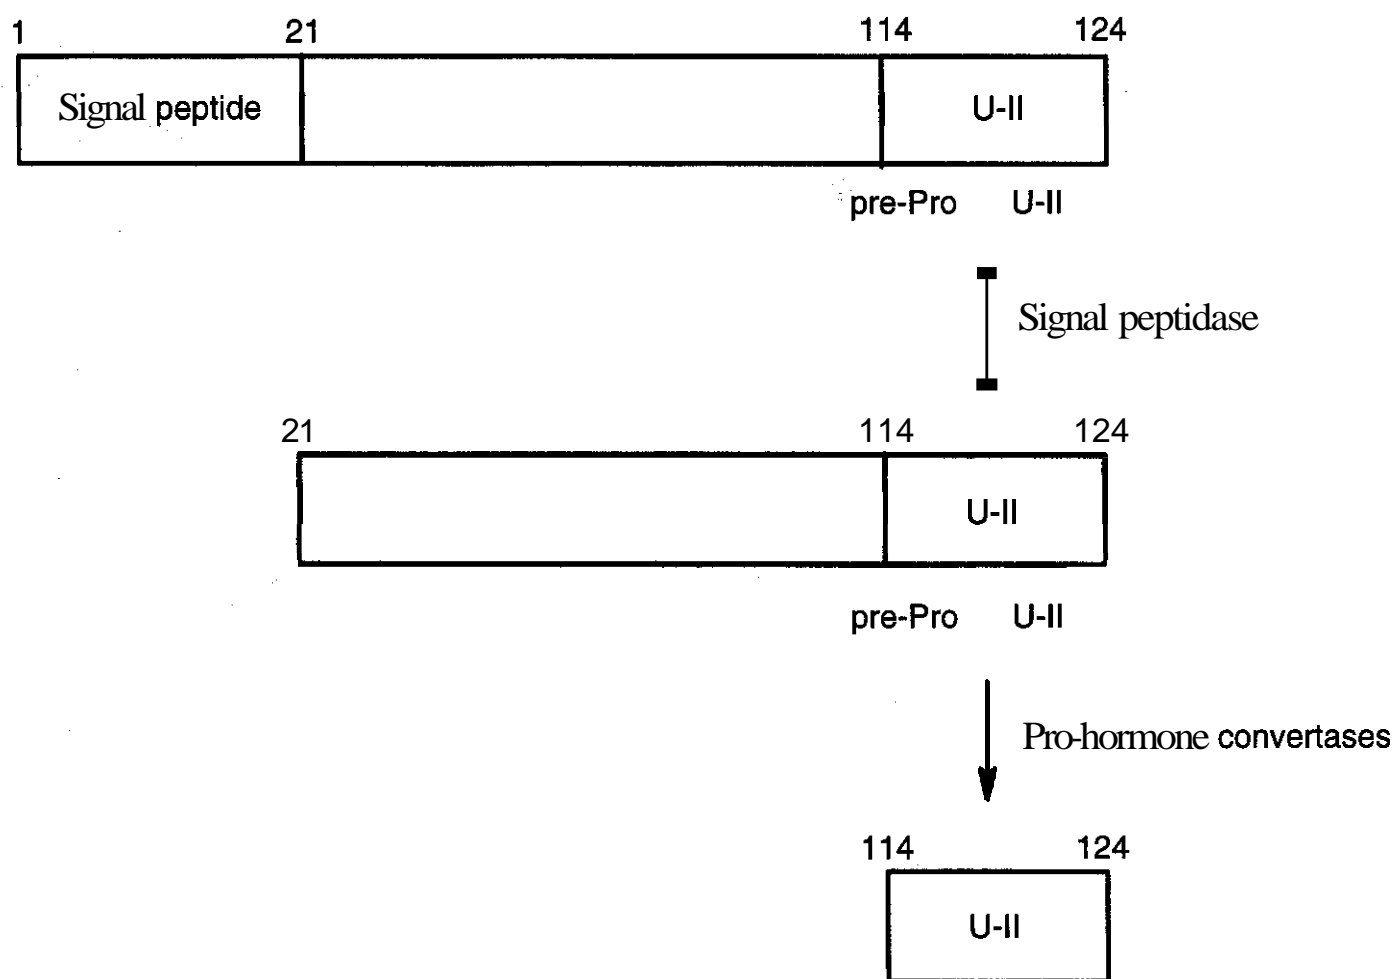 1 21 114 124
Signal peptide U-II
pre-Pro U-II
Signal peptidase
21 114 124
U-II
pre-Pro U-II
Pro-hormone convertases
114 124
U-II